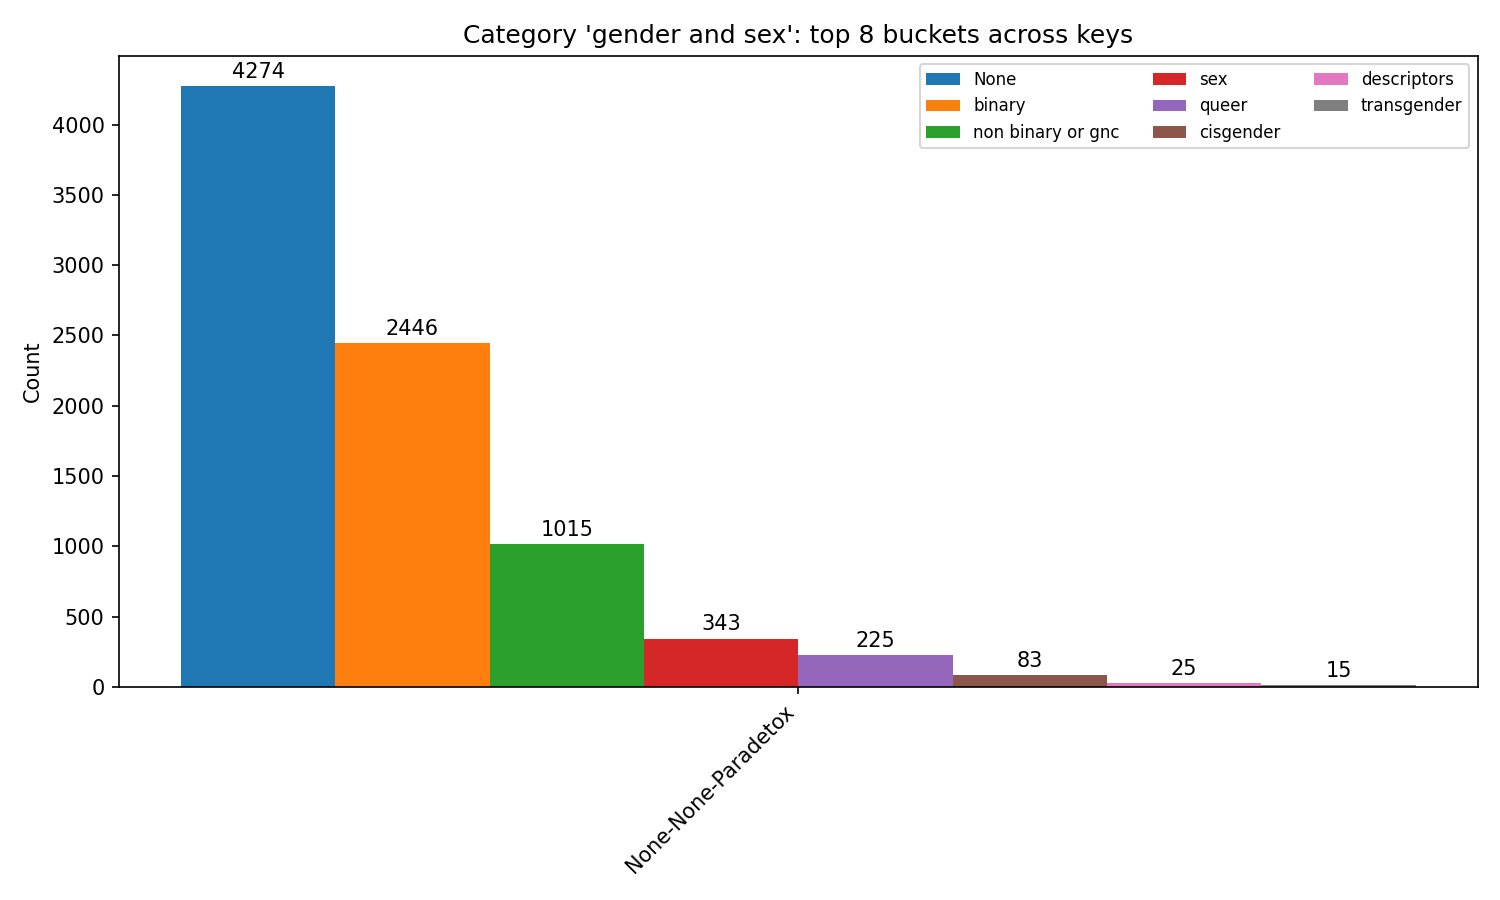 Category 'gender and sex': top 8 buckets across keys
None
binary
non binary or gnc
sex
queer
cisgender
descriptors
transgender
Count
4000
3500
3000
2500
2000
1500
1000
500
0
4274
2446
1015
343
225
83
25
15
None-None-Paradetox